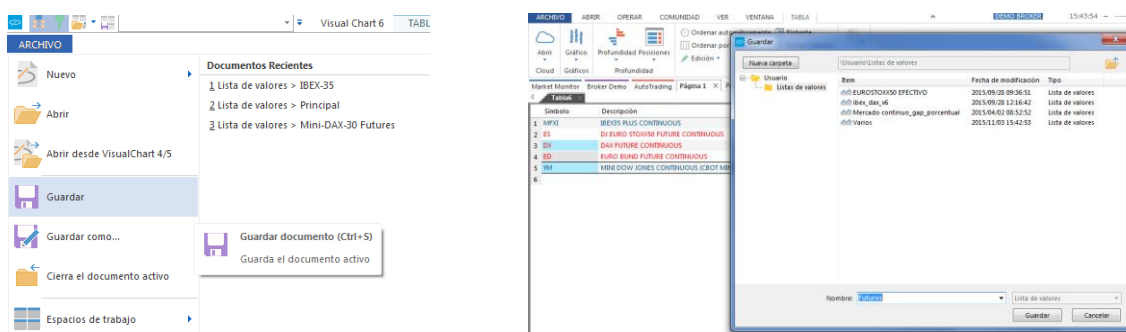 Visual Chart 6 TABL
ARCHIVO
Nuevo
Abrir
Abrir desde VisualChart 4/5
Guardar
Guardar como...
Cierra el documento activo
Espacios de trabajo
Documentos Recientes
1 Lista de valores > IBEX-35
2 Lista de valores > Principal
3 Lista de valores > Mini-DAX-30 Futures
Guardar documento (Ctrl+S)
Guarda el documento activo
ARCHIVO ABRIR OPERAR COMUNIDAD VER VENTANA TABLA DEMO BROKER 15:43:54
Abrir Gráfico Profundidad Posiciones
Ordenar automáticamente
Ordenar por
Edición
Cloud Gráficos Profundidad
Market Monitor Broker Demo AutoTrading Página 1
Tabla6
Símbolo Descripción
1 MFXI IBEX35 PLUS CONTINUOUS
2 ES DJ EURO STOXX50 FUTURE CONTINUOUS
3 DX DAX FUTURE CONTINUOUS
4 ED EURO BUND FUTURE CONTINUOUS
5 YM MINI DOW JONES CONTINUOUS (CBOT MIN
6
Guardar
Nueva carpeta \Usuario\Listas de valores
Usuario
Listas de valores
Item Fecha de modificación Tipo
EUROSTOXX50 EFECTIVO 2015/09/28 09:36:51 Lista de valores
ibex_dax_v6 2015/09/28 12:16:42 Lista de valores
Mercado continuo_gap_porcentual 2015/04/02 08:52:52 Lista de valores
Varios 2015/11/03 15:42:53 Lista de valores
Nombre: Futures Lista de valores
Guardar Cancelar